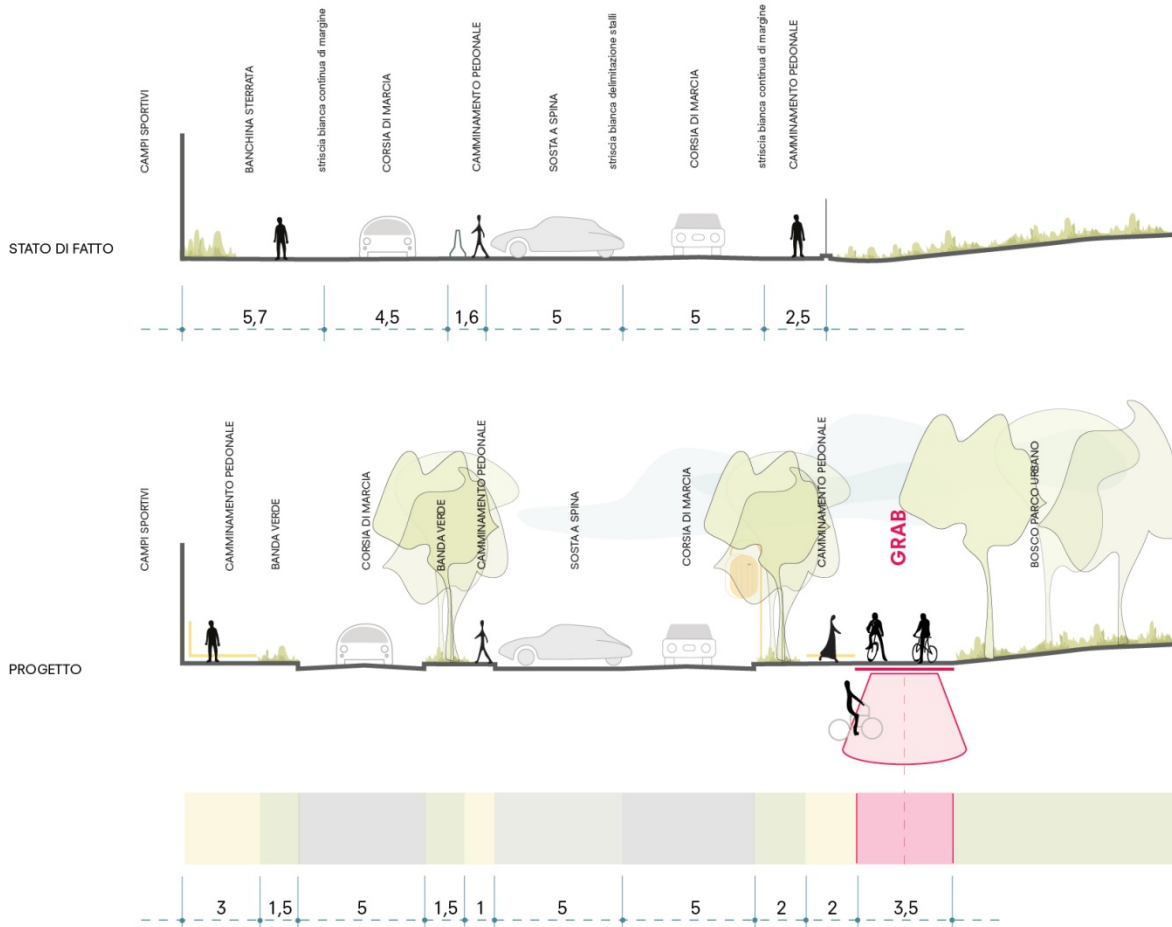 CAMPI SPORTIVI
BANCHINA STERRATA
striscia bianca continua di margine
CORSIA DI MARCIA
CAMMINAMENTO PEDONALE
SOSTA A SPINA
striscia bianca delimitazione stalli
CORSIA DI MARCIA
striscia bianca continua di margine
CAMMINAMENTO PEDONALE
STATO DI FATTO
5,7
4,5
1,6
5
5
2,5
CAMPI SPORTIVI
CAMMINAMENTO PEDONALE
BANDA VERDE
CORSIA DI MARCIA
BANDA VERDE
CAMMINAMENTO PEDONALE
SOSTA A SPINA
CORSIA DI MARCIA
CAMMINAMENTO PEDONALE
GRAB
BOSCO PARCO URBANO
PROGETTO
3
1,5
5
1,5
1
5
5
2
2
3,5